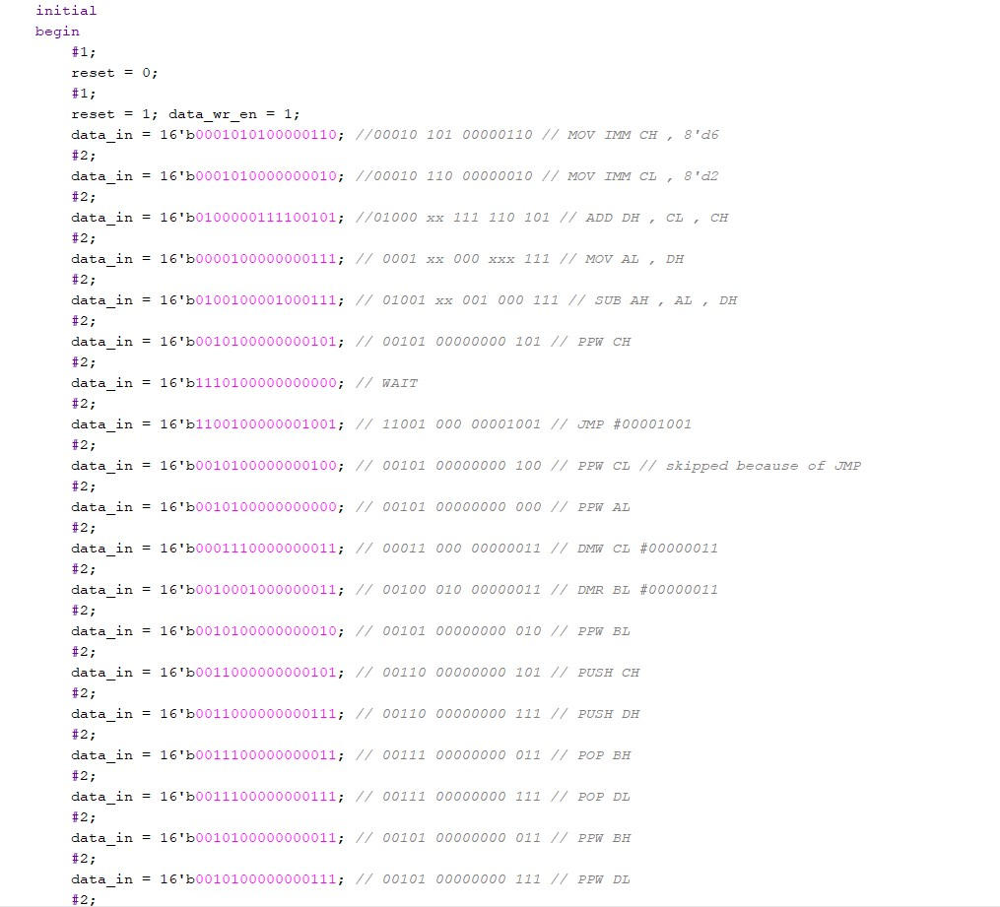 initial
begin
#1;
reset = 0;
#1;
reset = 1; data_wr_en = 1;
data_in = 16'b0001010100000110; //00010 101 00000110 // MOV IMM CH , 8'd6
#2;
data_in = 16'b0001010000000010; //00010 110 00000010 // MOV IMM CL , 8'd2
#2;
data_in = 16'b0100000111100101; //01000 xx 111 110 101 // ADD DH , CL , CH
#2;
data_in = 16'b0000100000000111; // 0001 xx 000 xxx 111 // MOV AL , DH
#2;
data_in = 16'b0100100001000111; // 01001 xx 001 000 111 // SUB AH , AL , DH
#2;
data_in = 16'b0010100000000101; // 00101 00000000 101 // PPW CH
#2;
data_in = 16'b1110100000000000; // WAIT
#2;
data_in = 16'b1100100000001001; // 11001 000 00001001 // JMP #00001001
#2;
data_in = 16'b0010100000000100; // 00101 00000000 100 // PPW CL // skipped because of JMP
#2;
data_in = 16'b0010100000000000; // 00101 00000000 000 // PPW AL
#2;
data_in = 16'b0001110000000011; // 00011 000 00000011 // DMW CL #00000011
#2;
data_in = 16'b0010001000000011; // 00100 010 00000011 // DMR BL #00000011
#2;
data_in = 16'b0010100000000010; // 00101 00000000 010 // PPW BL
#2;
data_in = 16'b0011000000000101; // 00110 00000000 101 // PUSH CH
#2;
data_in = 16'b0011000000000111; // 00110 00000000 111 // PUSH DH
#2;
data_in = 16'b0011100000000011; // 00111 00000000 011 // POP BH
#2;
data_in = 16'b0011100000000111; // 00111 00000000 111 // POP DL
#2;
data_in = 16'b0010100000000011; // 00101 00000000 011 // PPW BH
#2;
data_in = 16'b0010100000000111; // 00101 00000000 111 // PPW DL
#2;